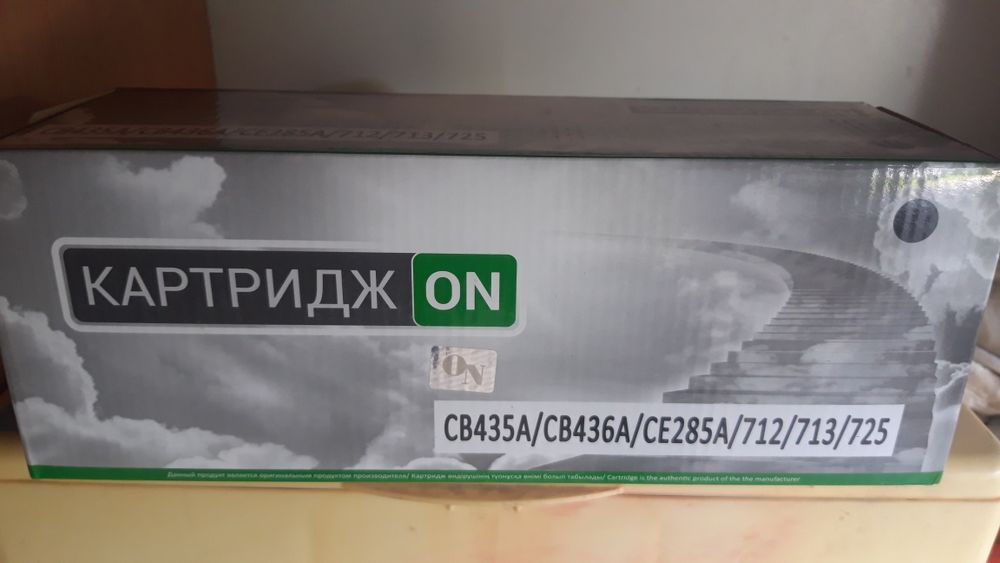 CB435A/CB436A/CE285A/712/713/725
КАРТРИДЖ ON
ON
CB435A/CB436A/CE285A/712/713/725
Данный продукт является оригинальным продуктом производителя/ Картридж өндірушінің түпнұсқа өнімі болып табылады/ Cartridge is the authentic product of the the manufacturer